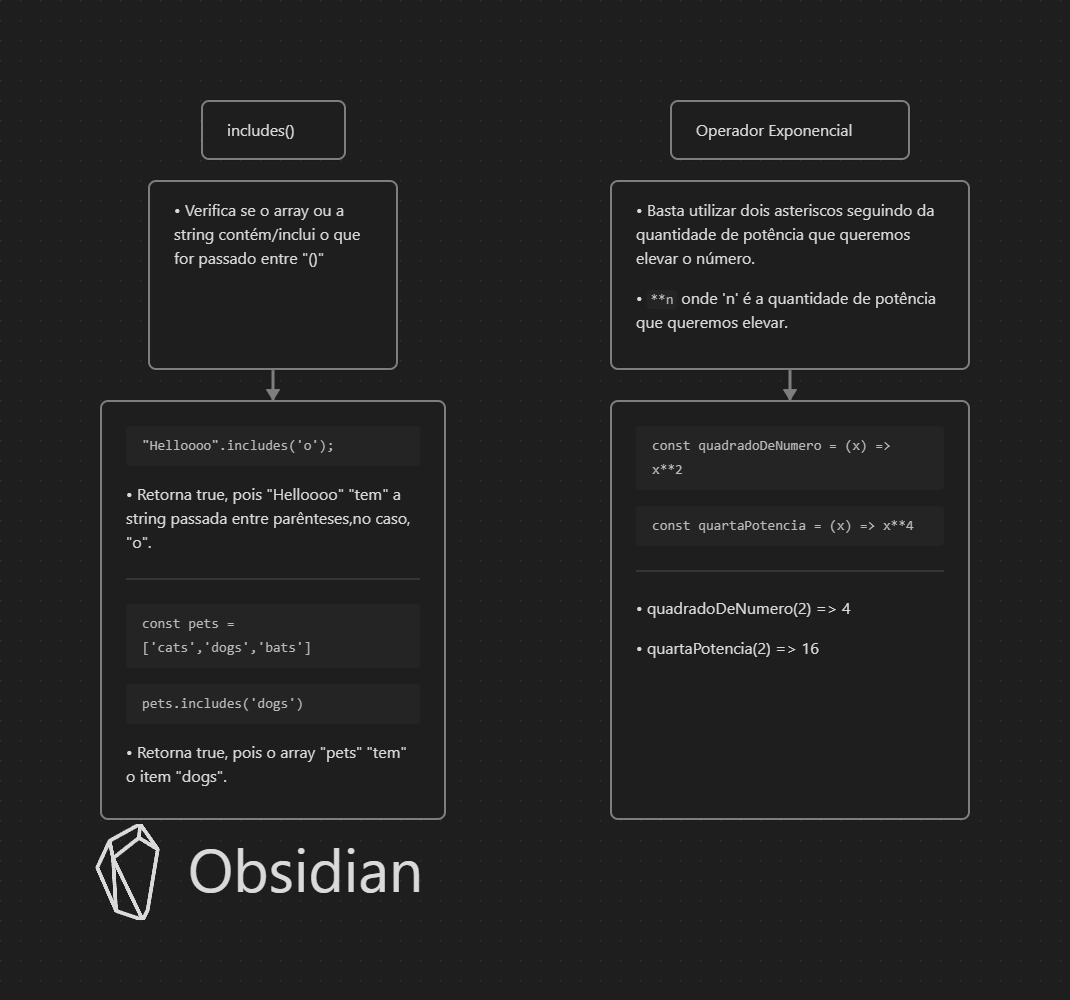 includes()
• Verifica se o array ou a
string contém/inclui o que
for passado entre "()"
"Helloooo".includes('o');
• Retorna true, pois "Helloooo" "tem" a
string passada entre parênteses,no caso,
"o".
const pets =
['cats','dogs','bats']
pets.includes('dogs')
• Retorna true, pois o array "pets" "tem"
o item "dogs".
Operador Exponencial
• Basta utilizar dois asteriscos seguindo da
quantidade de potência que queremos
elevar o número.
• **n onde 'n' é a quantidade de potência
que queremos elevar.
const quadradoDeNumero = (x) =>
x**2
const quartaPotencia = (x) => x**4
• quadradoDeNumero(2) => 4
• quartaPotencia(2) => 16
Obsidian